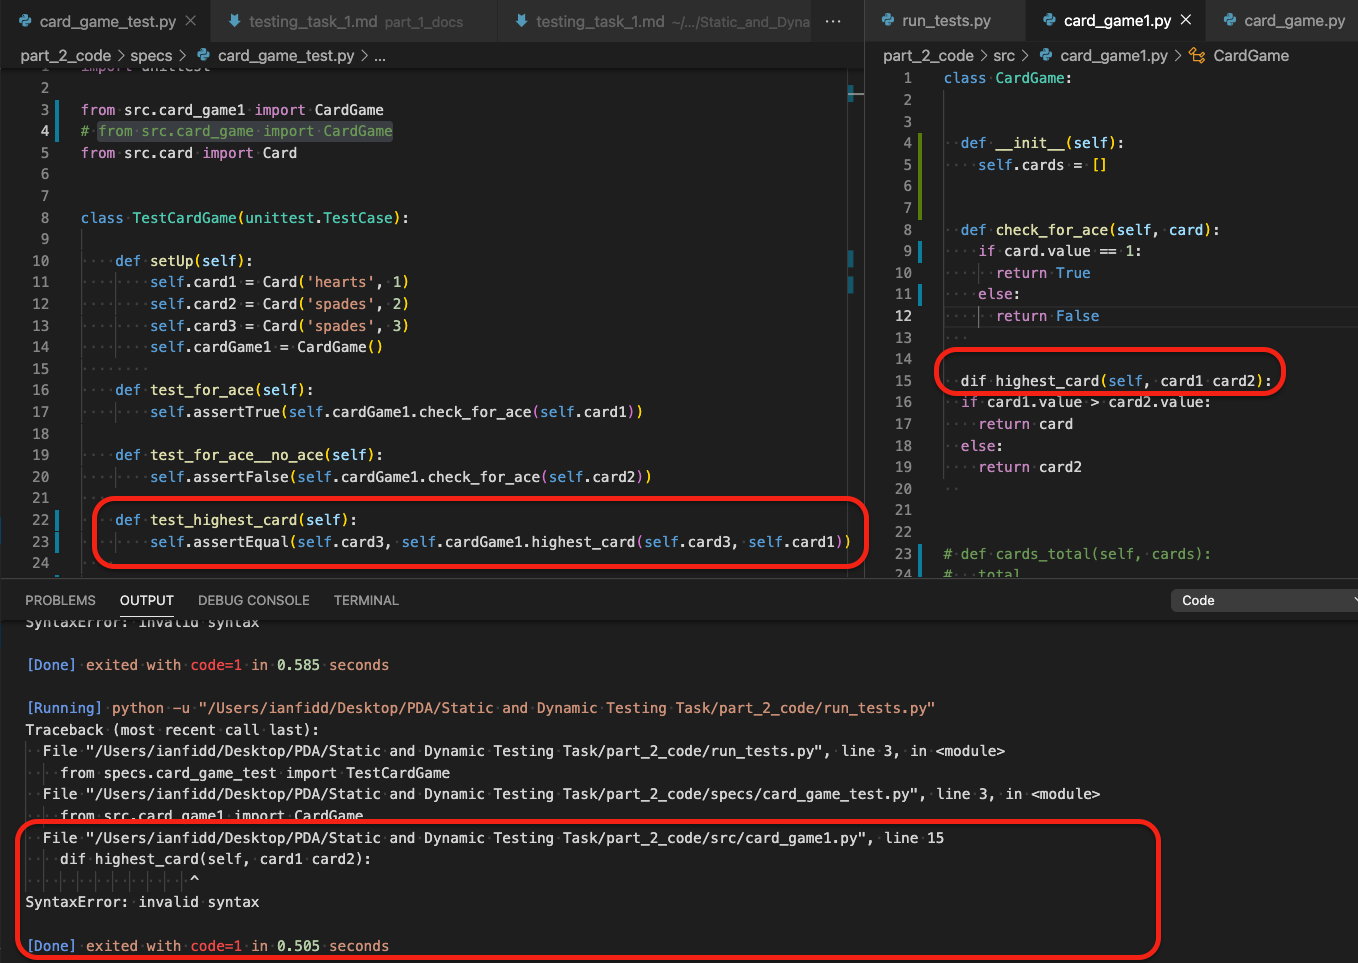 card_game_test.py
testing_task_1.md part_1_docs
testing_task_1.md ~/.../Static_and_Dyna
...
run_tests.py
card_game1.py
card_game.py
part_2_code > specs > card_game_test.py > ...
part_2_code > src > card_game1.py > CardGame
1 import unittest
2
3 from src.card_game1 import CardGame
4 # from src.card_game import CardGame
5 from src.card import Card
6
7
8 class TestCardGame(unittest.TestCase):
9
10 def setUp(self):
11 self.card1 = Card('hearts', 1)
12 self.card2 = Card('spades', 2)
13 self.card3 = Card('spades', 3)
14 self.cardGame1 = CardGame()
15
16 def test_for_ace(self):
17 self.assertTrue(self.cardGame1.check_for_ace(self.card1))
18
19 def test_for_ace__no_ace(self):
20 self.assertFalse(self.cardGame1.check_for_ace(self.card2))
21
22 def test_highest_card(self):
23 self.assertEqual(self.card3, self.cardGame1.highest_card(self.card3, self.card1))
24
1 class CardGame:
2
3
4 def __init__(self):
5 self.cards = []
6
7
8 def check_for_ace(self, card):
9 if card.value == 1:
10 return True
11 else:
12 return False
13
14
15 dif highest_card(self, card1 card2):
16 if card1.value > card2.value:
17 return card
18 else:
19 return card2
20
21
22
23 # def cards_total(self, cards):
24 # total
PROBLEMS OUTPUT DEBUG CONSOLE TERMINAL
Code
SyntaxError: invalid syntax
[Done] exited with code=1 in 0.585 seconds
[Running] python -u "/Users/ianfidd/Desktop/PDA/Static and Dynamic Testing Task/part_2_code/run_tests.py"
Traceback (most recent call last):
File "/Users/ianfidd/Desktop/PDA/Static and Dynamic Testing Task/part_2_code/run_tests.py", line 3, in <module>
from specs.card_game_test import TestCardGame
File "/Users/ianfidd/Desktop/PDA/Static and Dynamic Testing Task/part_2_code/specs/card_game_test.py", line 3, in <module>
from src.card_game1 import CardGame
File "/Users/ianfidd/Desktop/PDA/Static and Dynamic Testing Task/part_2_code/src/card_game1.py", line 15
dif highest_card(self, card1 card2):
^
SyntaxError: invalid syntax
[Done] exited with code=1 in 0.505 seconds